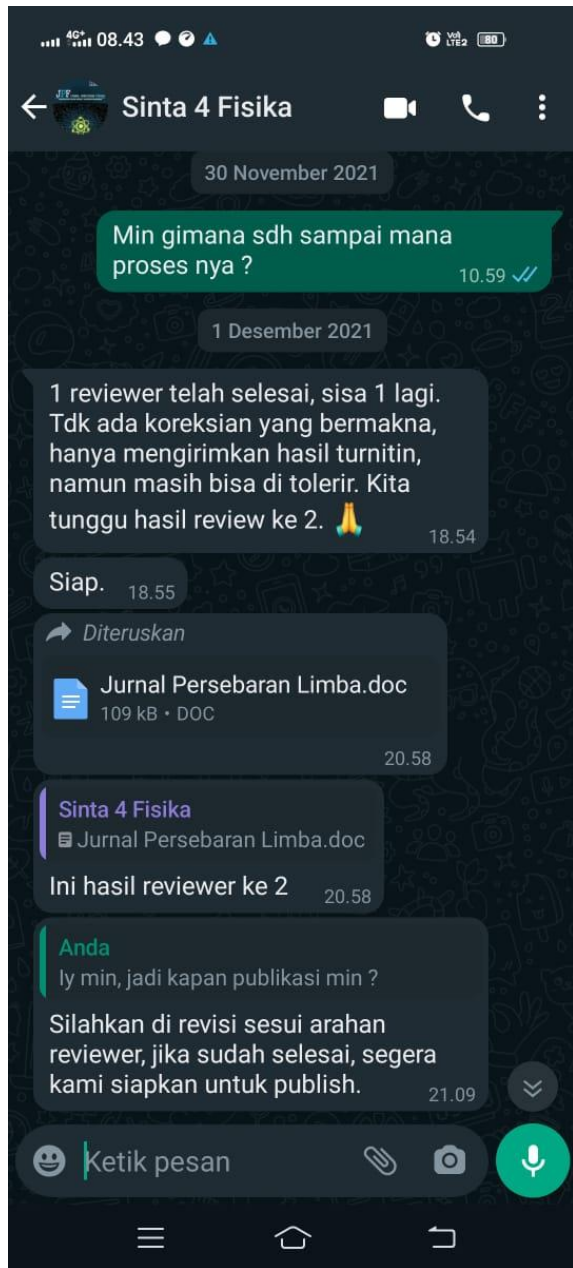 4G+ 08.43
Vo) LTE2 80
Sinta 4 Fisika
30 November 2021
Min gimana sdh sampai mana
proses nya ?
10.59
1 Desember 2021
1 reviewer telah selesai, sisa 1 lagi.
Tdk ada koreksian yang bermakna,
hanya mengirimkan hasil turnitin,
namun masih bisa di tolerir. Kita
tunggu hasil review ke 2. 🙏
18.54
Siap. 18.55
Diteruskan
Jurnal Persebaran Limba.doc
109 kB • DOC
20.58
Sinta 4 Fisika
Jurnal Persebaran Limba.doc
Ini hasil reviewer ke 2 20.58
Anda
Iy min, jadi kapan publikasi min ?
Silahkan di revisi sesui arahan
reviewer, jika sudah selesai, segera
kami siapkan untuk publish. 21.09
Ketik pesan